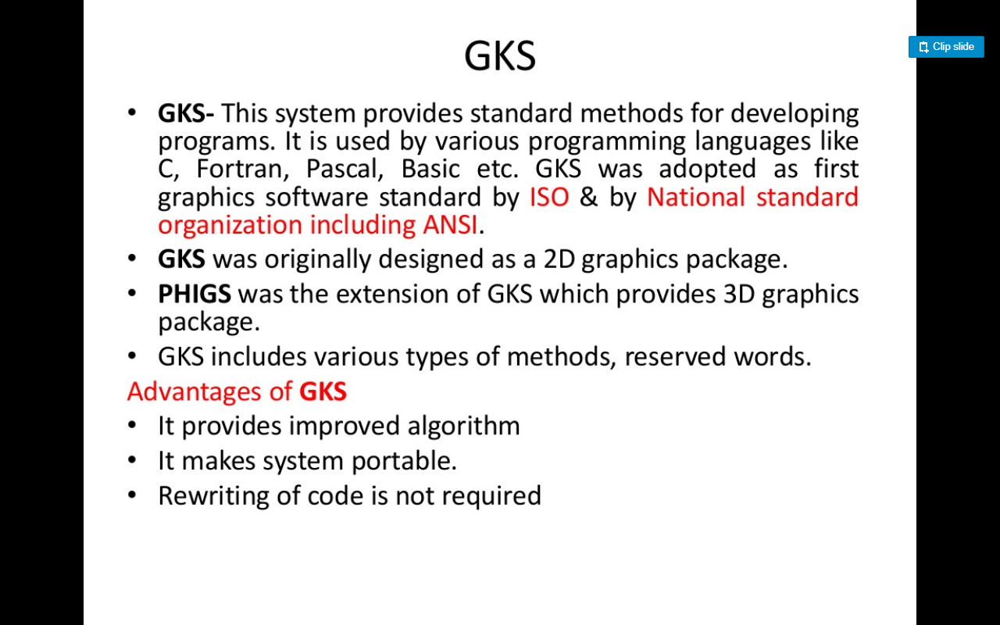 GKS
Clip slide
• GKS- This system provides standard methods for developing
programs. It is used by various programming languages like
C, Fortran, Pascal, Basic etc. GKS was adopted as first
graphics software standard by ISO & by National standard
organization including ANSI.
• GKS was originally designed as a 2D graphics package.
• PHIGS was the extension of GKS which provides 3D graphics
package.
• GKS includes various types of methods, reserved words.
Advantages of GKS
• It provides improved algorithm
• It makes system portable.
• Rewriting of code is not required